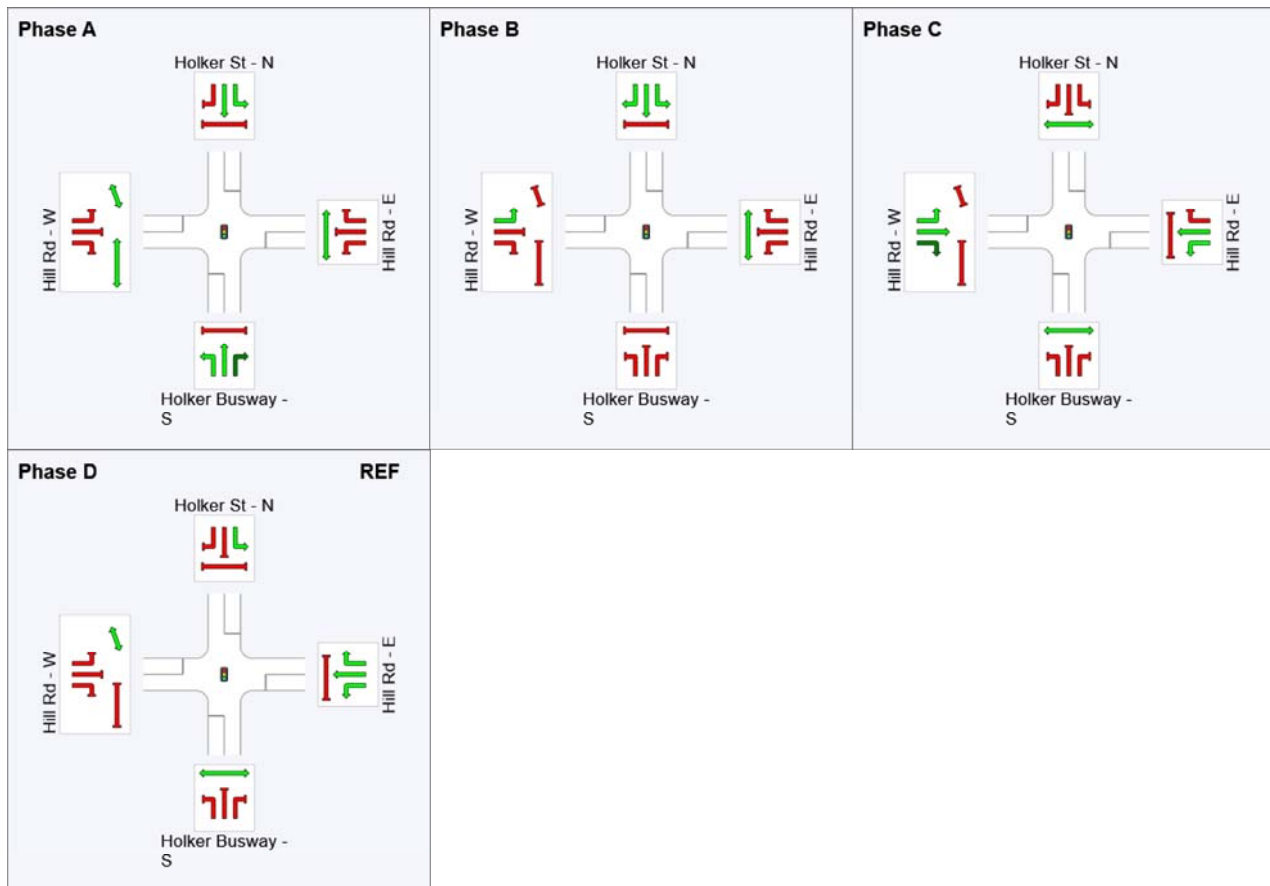 Phase A
Holker St - N
Hill Rd - W
Hill Rd - E
Holker Busway -
S
Phase B
Holker St - N
Hill Rd - W
Hill Rd - E
Holker Busway -
S
Phase C
Holker St - N
Hill Rd - W
Hill Rd - E
Holker Busway -
S
Phase D REF
Holker St - N
Hill Rd - W
Hill Rd - E
Holker Busway -
S